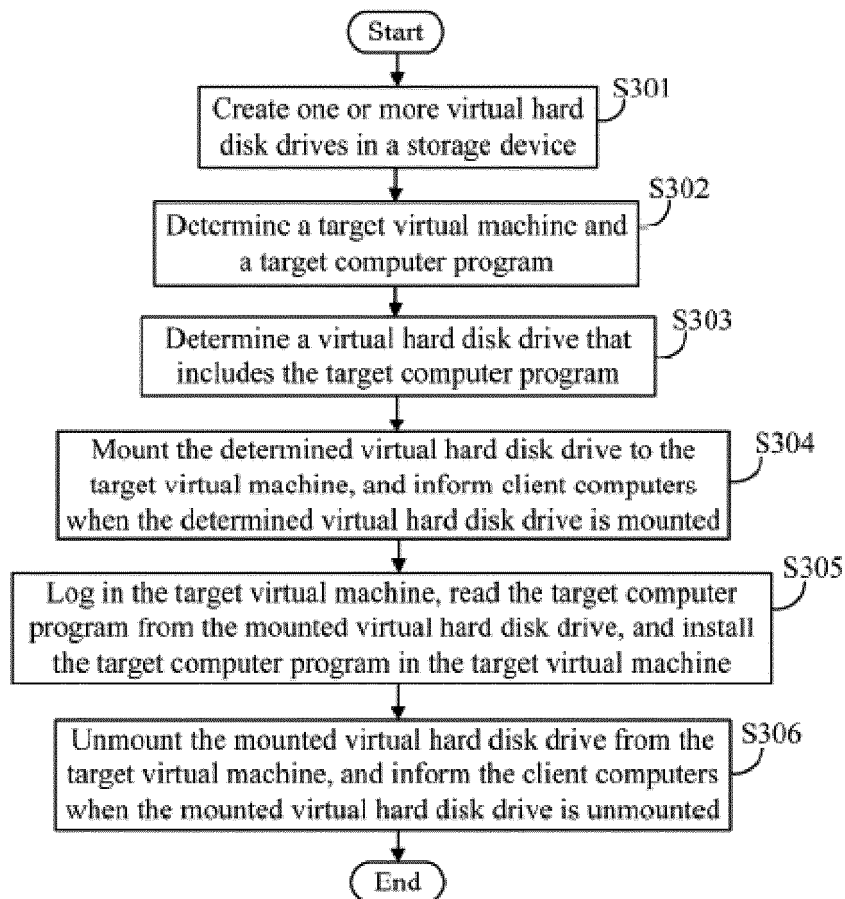 Start
S301
Create one or more virtual hard
disk drives in a storage device
S302
Determine a target virtual machine and
a target computer program
S303
Determine a virtual hard disk drive that
includes the target computer program
S304
Mount the determined virtual hard disk drive to the
target virtual machine, and inform client computers
when the determined virtual hard disk drive is mounted
S305
Log in the target virtual machine, read the target computer
program from the mounted virtual hard disk drive, and install
the target computer program in the target virtual machine
S306
Unmount the mounted virtual hard disk drive from the
target virtual machine, and inform the client computers
when the mounted virtual hard disk drive is unmounted
End